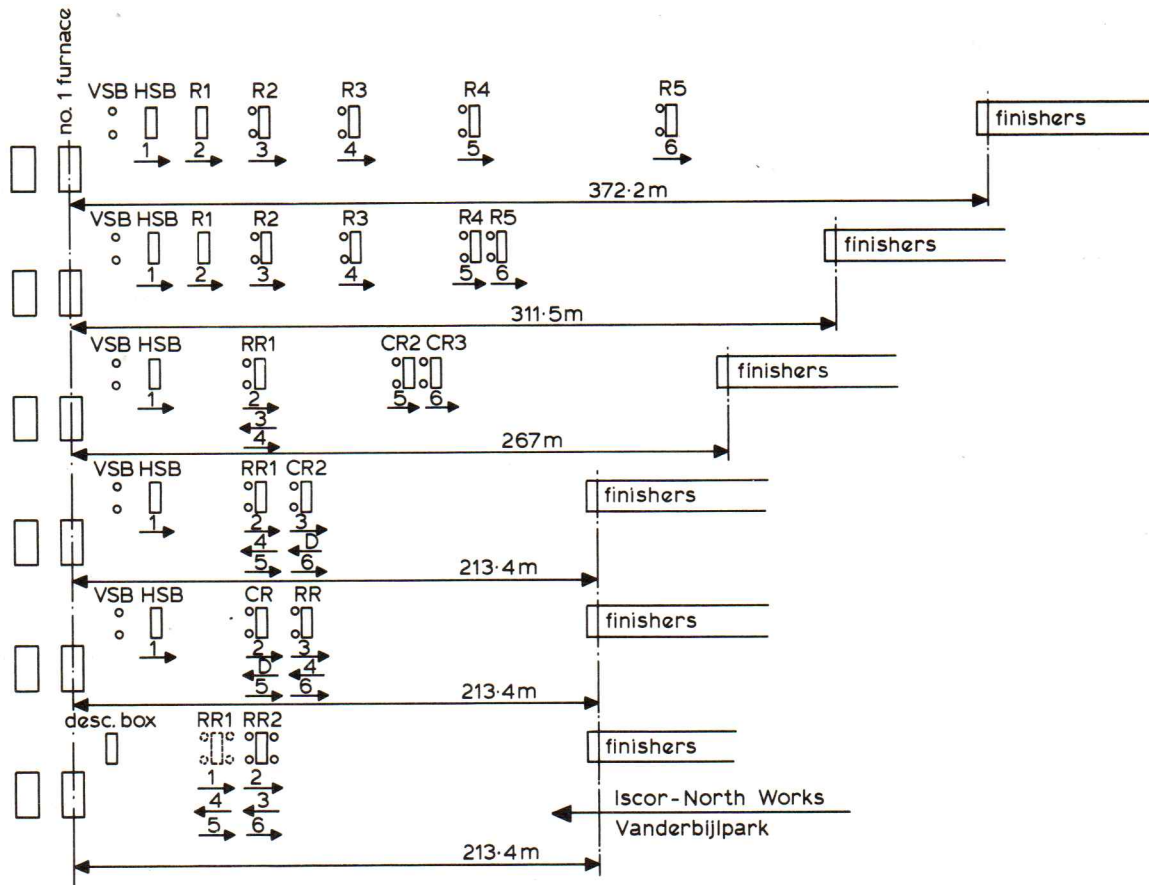 no. 1 furnace
VSB HSB R1 R2 R3 R4 R5
finishers
1 2 3 4 5 6
372·2m
VSB HSB R1 R2 R3 R4 R5
finishers
1 2 3 4 5 6
311·5m
VSB HSB RR1 CR2 CR3
finishers
1 2 5 6
3
4
267m
VSB HSB RR1 CR2
finishers
1 2 3
4 D
5 6
213·4m
VSB HSB CR RR
finishers
1 2 3
D 4
5 6
213·4m
desc. box RR1 RR2
finishers
1 2
4 3
5 6
Iscor-North Works
Vanderbijlpark
213·4m